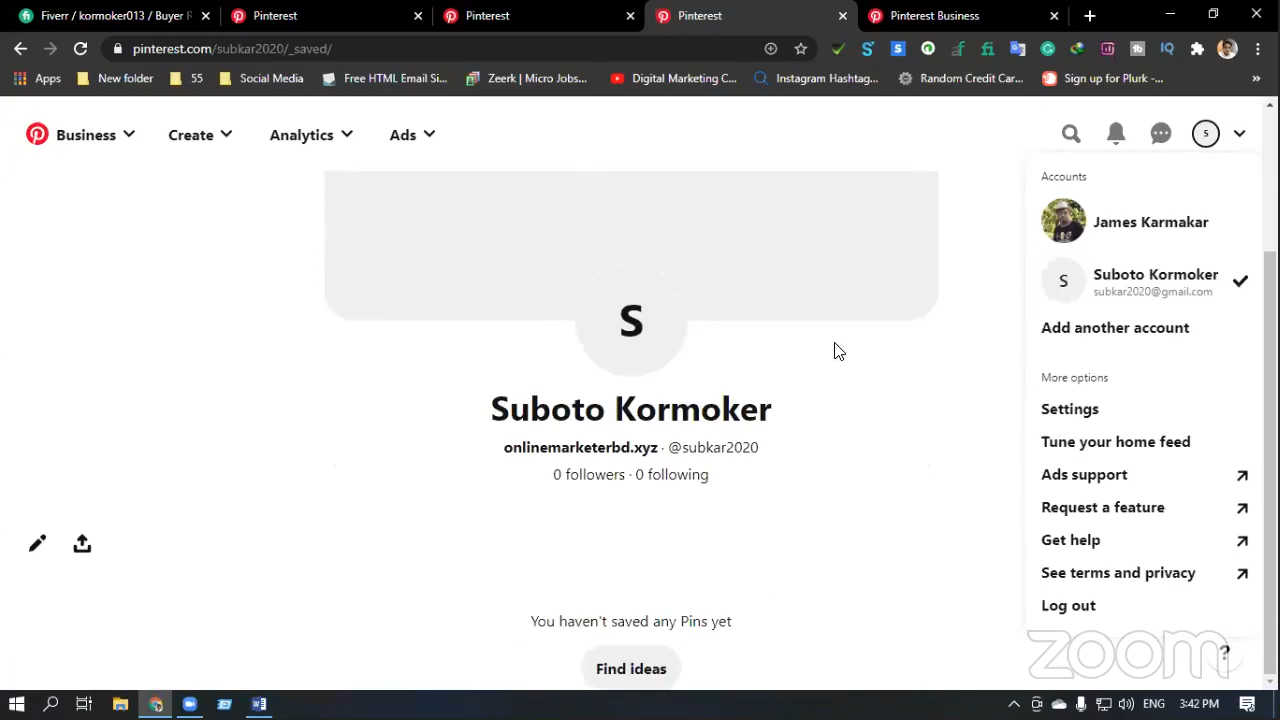 Fiverr / kormoker013 / Buyer R
Pinterest
Pinterest
Pinterest
Pinterest Business
pinterest.com/subkar2020/_saved/
Apps
New folder
55
Social Media
Free HTML Email Si...
Zeerk | Micro Jobs...
Digital Marketing C...
Instagram Hashtag...
Random Credit Car...
Sign up for Plurk -...
Business
Create
Analytics
Ads
S
Accounts
James Karmakar
S
Suboto Kormoker
subkar2020@gmail.com
Add another account
More options
Settings
Tune your home feed
Ads support
Request a feature
Get help
See terms and privacy
Log out
S
Suboto Kormoker
onlinemarketerbd.xyz · @subkar2020
0 followers · 0 following
You haven't saved any Pins yet
Find ideas
zoom
?
ENG
3:42 PM